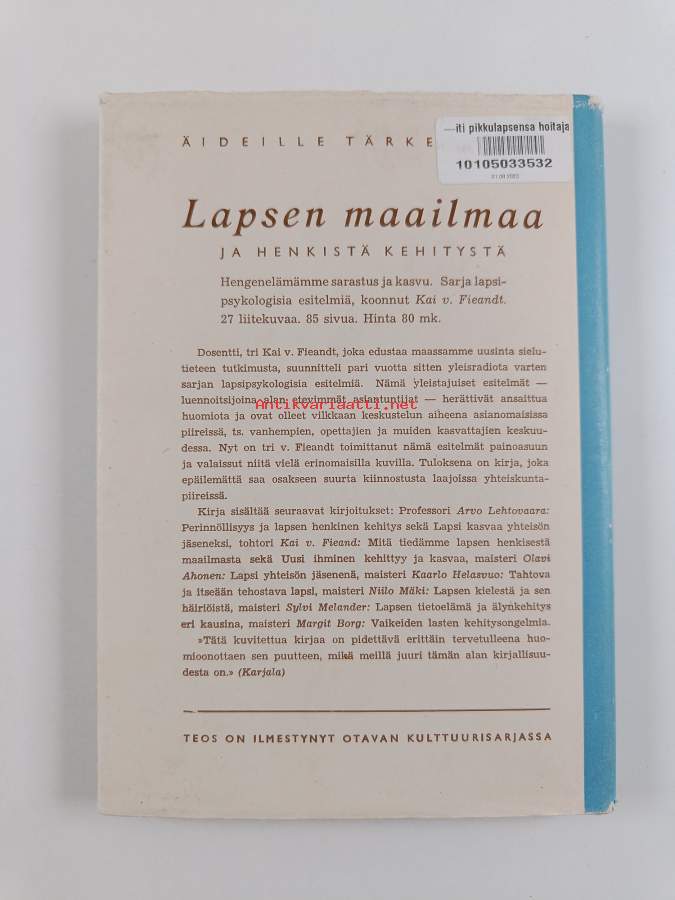 ÄIDEILLE TÄRKE
—iti pikkulapsensa hoitaja
10105033532
Lapsen maailmaa
JA HENKISTÄ KEHITYSTÄ
Hengenelämämme sarastus ja kasvu. Sarja lapsi-
psykologisia esitelmiä, koonnut Kai v. Fieandt.
27 liitekuvaa. 85 sivua. Hinta 80 mk.
Dosentti, tri Kai v. Fieandt, joka edustaa maassamme uusinta sielu-
tieteen tutkimusta, suunnitteli pari vuotta sitten yleisradiota varten
sarjan lapsipsykologisia esitelmiä. Nämä yleistajuiset esitelmät —
luennoitsijoina alan etevimmät asiantuntijat — herättivät ansaittua
Antikvariaatti.net
huomiota ja ovat olleet vilkkaan keskustelun aiheena asianomaisissa
piireissä, ts. vanhempien, opettajien ja muiden kasvattajien keskuu-
dessa. Nyt on tri v. Fieandt toimittanut nämä esitelmät painoasuun
ja valaissut niitä vielä erinomaisilla kuvilla. Tuloksena on kirja, joka
epäilemättä saa osakseen suurta kiinnostusta laajoissa yhteiskunta-
piireissä.
Kirja sisältää seuraavat kirjoitukset: Professori Arvo Lehtovaara:
Perinnöllisyys ja lapsen henkinen kehitys sekä Lapsi kasvaa yhteisön
jäseneksi, tohtori Kai v. Fieand: Mitä tiedämme lapsen henkisestä
maailmasta sekä Uusi ihminen kehittyy ja kasvaa, maisteri Olavi
Ahonen: Lapsi yhteisön jäsenenä, maisteri Kaarlo Helasvuo: Tahtova
ja itseään tehostava lapsi, maisteri Niilo Mäki: Lapsen kielestä ja sen
häiriöistä, maisteri Sylvi Melander: Lapsen tietoelämä ja älynkehitys
eri kausina, maisteri Margit Borg: Vaikeiden lasten kehitysongelmia.
»Tätä kuvitettua kirjaa on pidettävä erittäin tervetulleena huo-
mioonottaen sen puutteen, mikä meillä juuri tämän alan kirjallisuu-
desta on.» (Karjala)
TEOS ON ILMESTYNYT OTAVAN KULTTUURISARJASSA